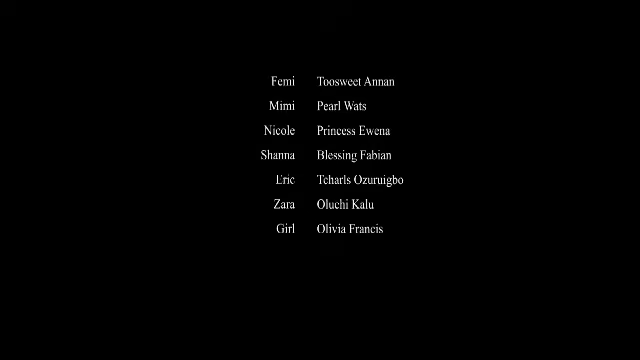 Femi Toosweet Annan
Mimi Pearl Wats
Nicole Princess Ewena
Shanna Blessing Fabian
Eric Tcharls Ozuruigbo
Zara Oluchi Kalu
Girl Olivia Francis